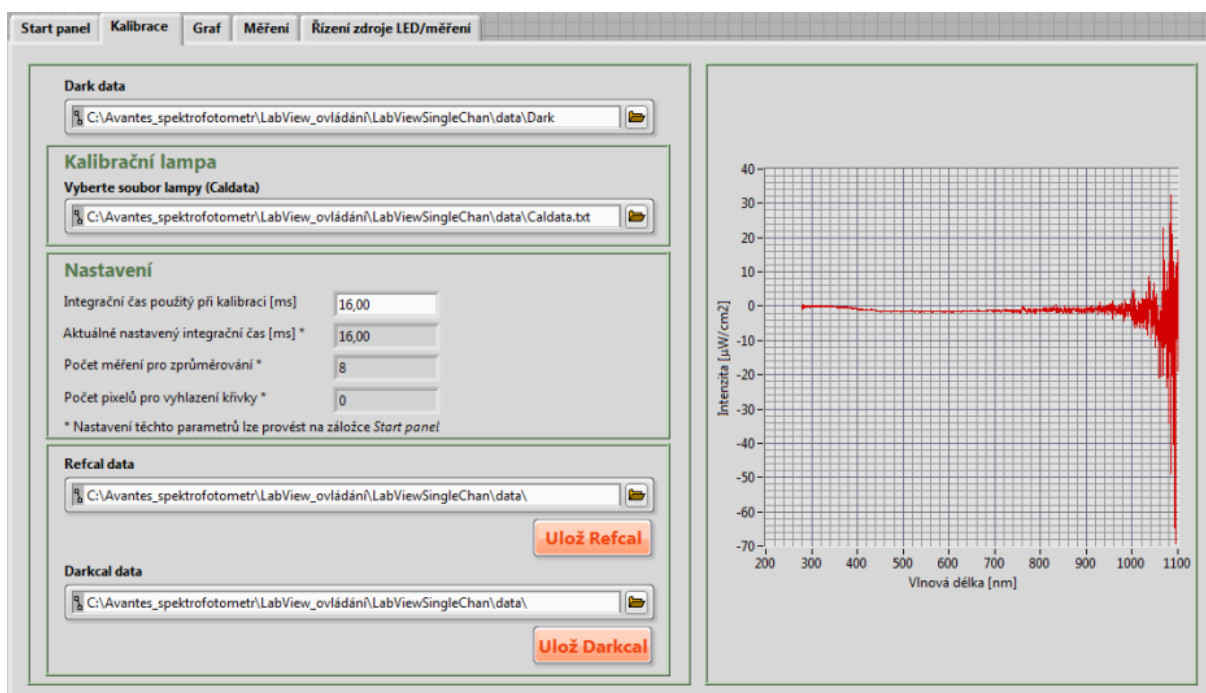 Start panel
Kalibrace
Graf
Měření
Řízení zdroje LED/měření
Dark data
C:\Avantes_spektrofotometr\LabView_ovládání\LabViewSingleChan\data\Dark
Kalibrační lampa
Vyberte soubor lampy (Caldata)
C:\Avantes_spektrofotometr\LabView_ovládání\LabViewSingleChan\data\Caldata.txt
Nastavení
Integrační čas použitý při kalibraci [ms] 16,00
Aktuálně nastavený integrační čas [ms] * 16,00
Počet měření pro zprůměrování * 8
Počet pixelů pro vyhlazení křivky * 0
* Nastavení těchto parametrů lze provést na záložce Start panel
Refcal data
C:\Avantes_spektrofotometr\LabView_ovládání\LabViewSingleChan\data\
Ulož Refcal
Darkcal data
C:\Avantes_spektrofotometr\LabView_ovládání\LabViewSingleChan\data\
Ulož Darkcal
Intenzita [µW/cm2]
40
30
20
10
0
-10
-20
-30
-40
-50
-60
-70
200 300 400 500 600 700 800 900 1000 1100
Vlnová délka [nm]